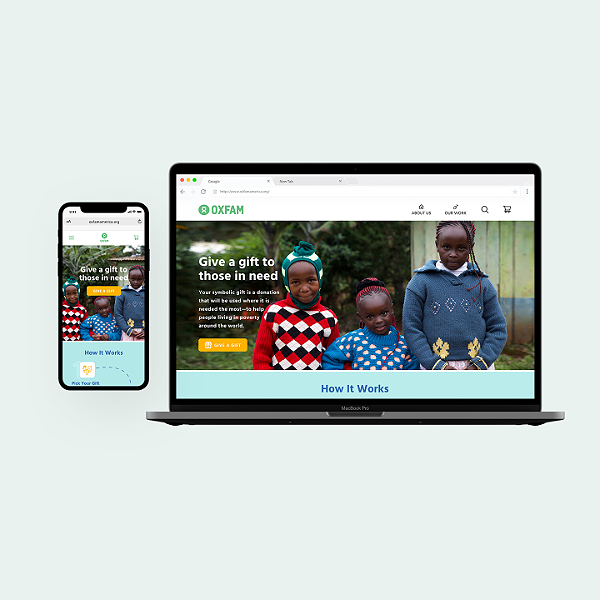 9:41
oxfamamerica.org
OXFAM
Give a gift to
those in need
GIVE A GIFT
How It Works
Pick Your Gift
Google
New Tab
http://www.oxfamamerica.org/
OXFAM
ABOUT US
OUR WORK
Give a gift to
those in need
Your symbolic gift is a donation
that will be used where it is
needed the most—to help
people living in poverty
around the world.
GIVE A GIFT
How It Works
MacBook Pro